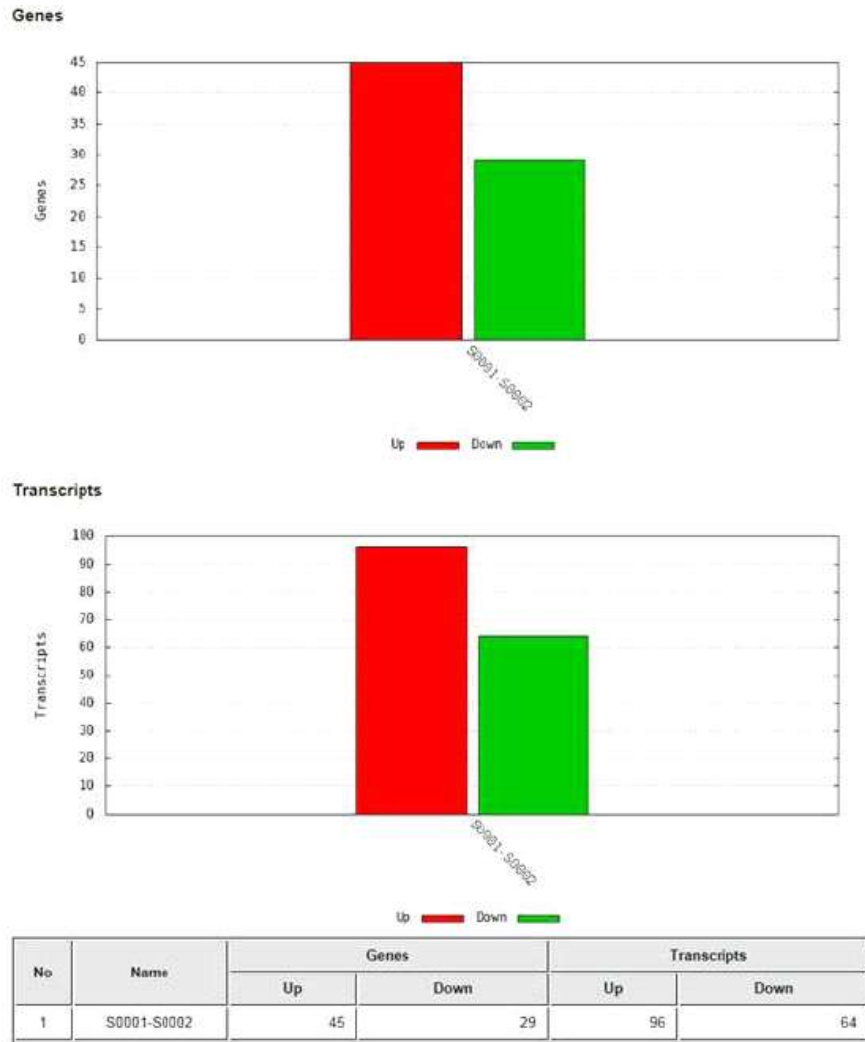 Genes
45
40
35
30
25
20
15
10
5
0
Genes
S0001-S0002
Up Down
Transcripts
100
90
80
70
60
50
40
30
20
10
0
Transcripts
S0001-S0002
Up Down
No Name Genes Transcripts
Up Down Up Down
1 S0001-S0002 45 29 96 64